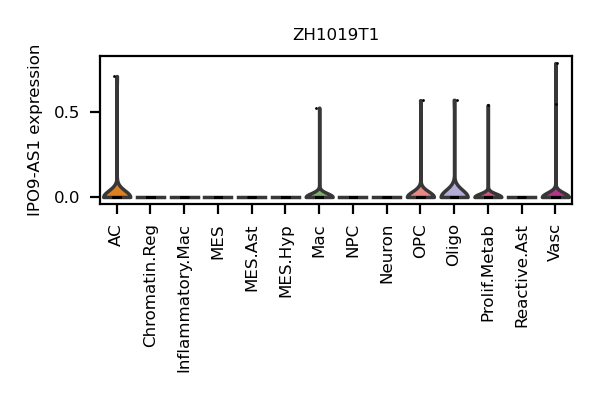 ZH1019T1
IPO9-AS1 expression
0.5
0.0
AC
Chromatin.Reg
Inflammatory.Mac
MES
MES.Ast
MES.Hyp
Mac
NPC
Neuron
OPC
Oligo
Prolif.Metab
Reactive.Ast
Vasc